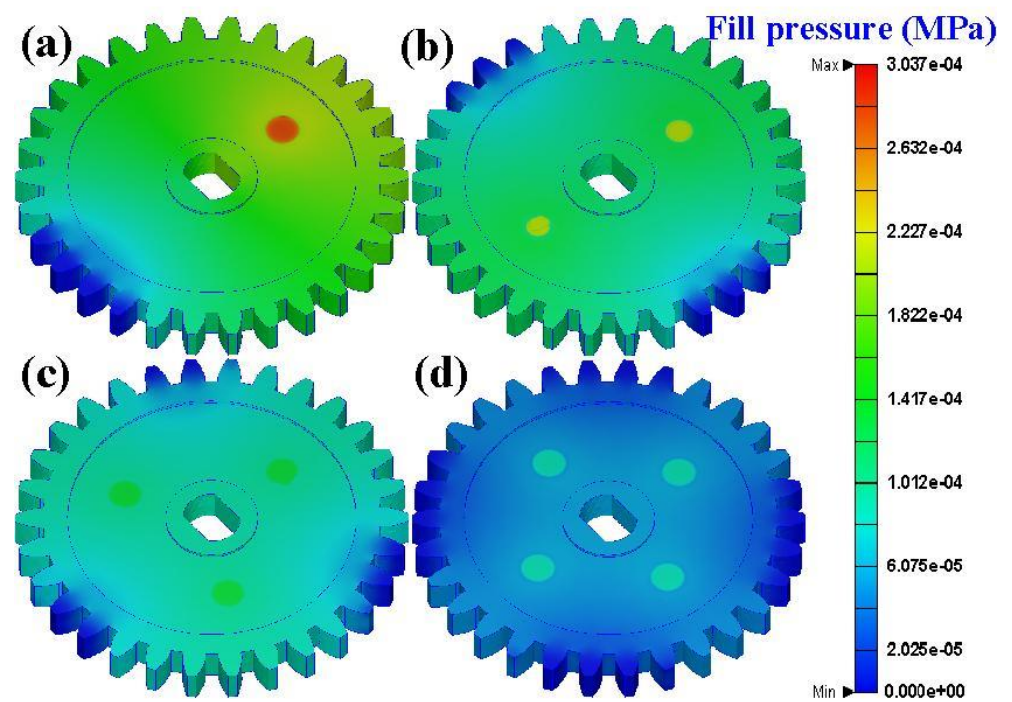 (a)
(b)
Fill pressure (MPa)
Max 3.037e-04
2.632e-04
2.227e-04
1.822e-04
1.417e-04
1.012e-04
6.075e-05
2.025e-05
Min 0.000e+00
(c)
(d)